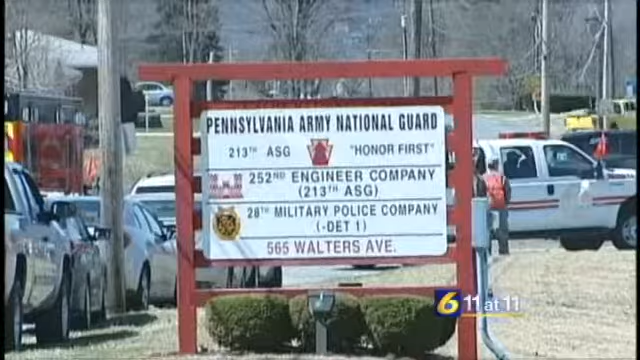 PENNSYLVANIA ARMY NATIONAL GUARD
213TH ASG "HONOR FIRST"
252ND ENGINEER COMPANY
(213TH ASG)
28TH MILITARY POLICE COMPANY
(-DET 1)
565 WALTERS AVE.
6 11 at 11